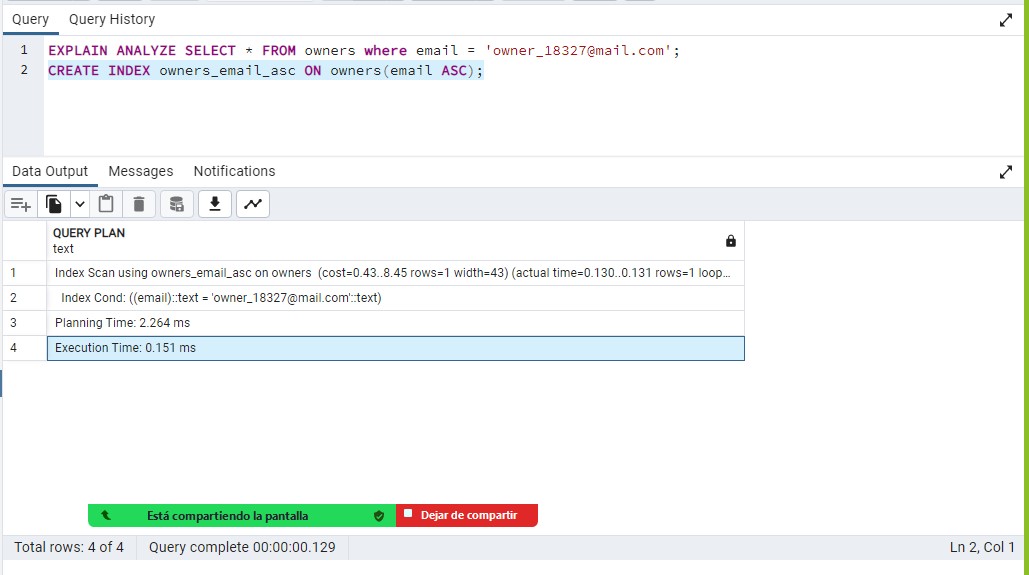 Query Query History
1 EXPLAIN ANALYZE SELECT * FROM owners where email = 'owner_18327@mail.com';
2 CREATE INDEX owners_email_asc ON owners(email ASC);
Data Output Messages Notifications
QUERY PLAN
text
1 Index Scan using owners_email_asc on owners (cost=0.43..8.45 rows=1 width=43) (actual time=0.130..0.131 rows=1 loop...
2 Index Cond: ((email)::text = 'owner_18327@mail.com'::text)
3 Planning Time: 2.264 ms
4 Execution Time: 0.151 ms
Está compartiendo la pantalla Dejar de compartir
Total rows: 4 of 4 Query complete 00:00:00.129 Ln 2, Col 1